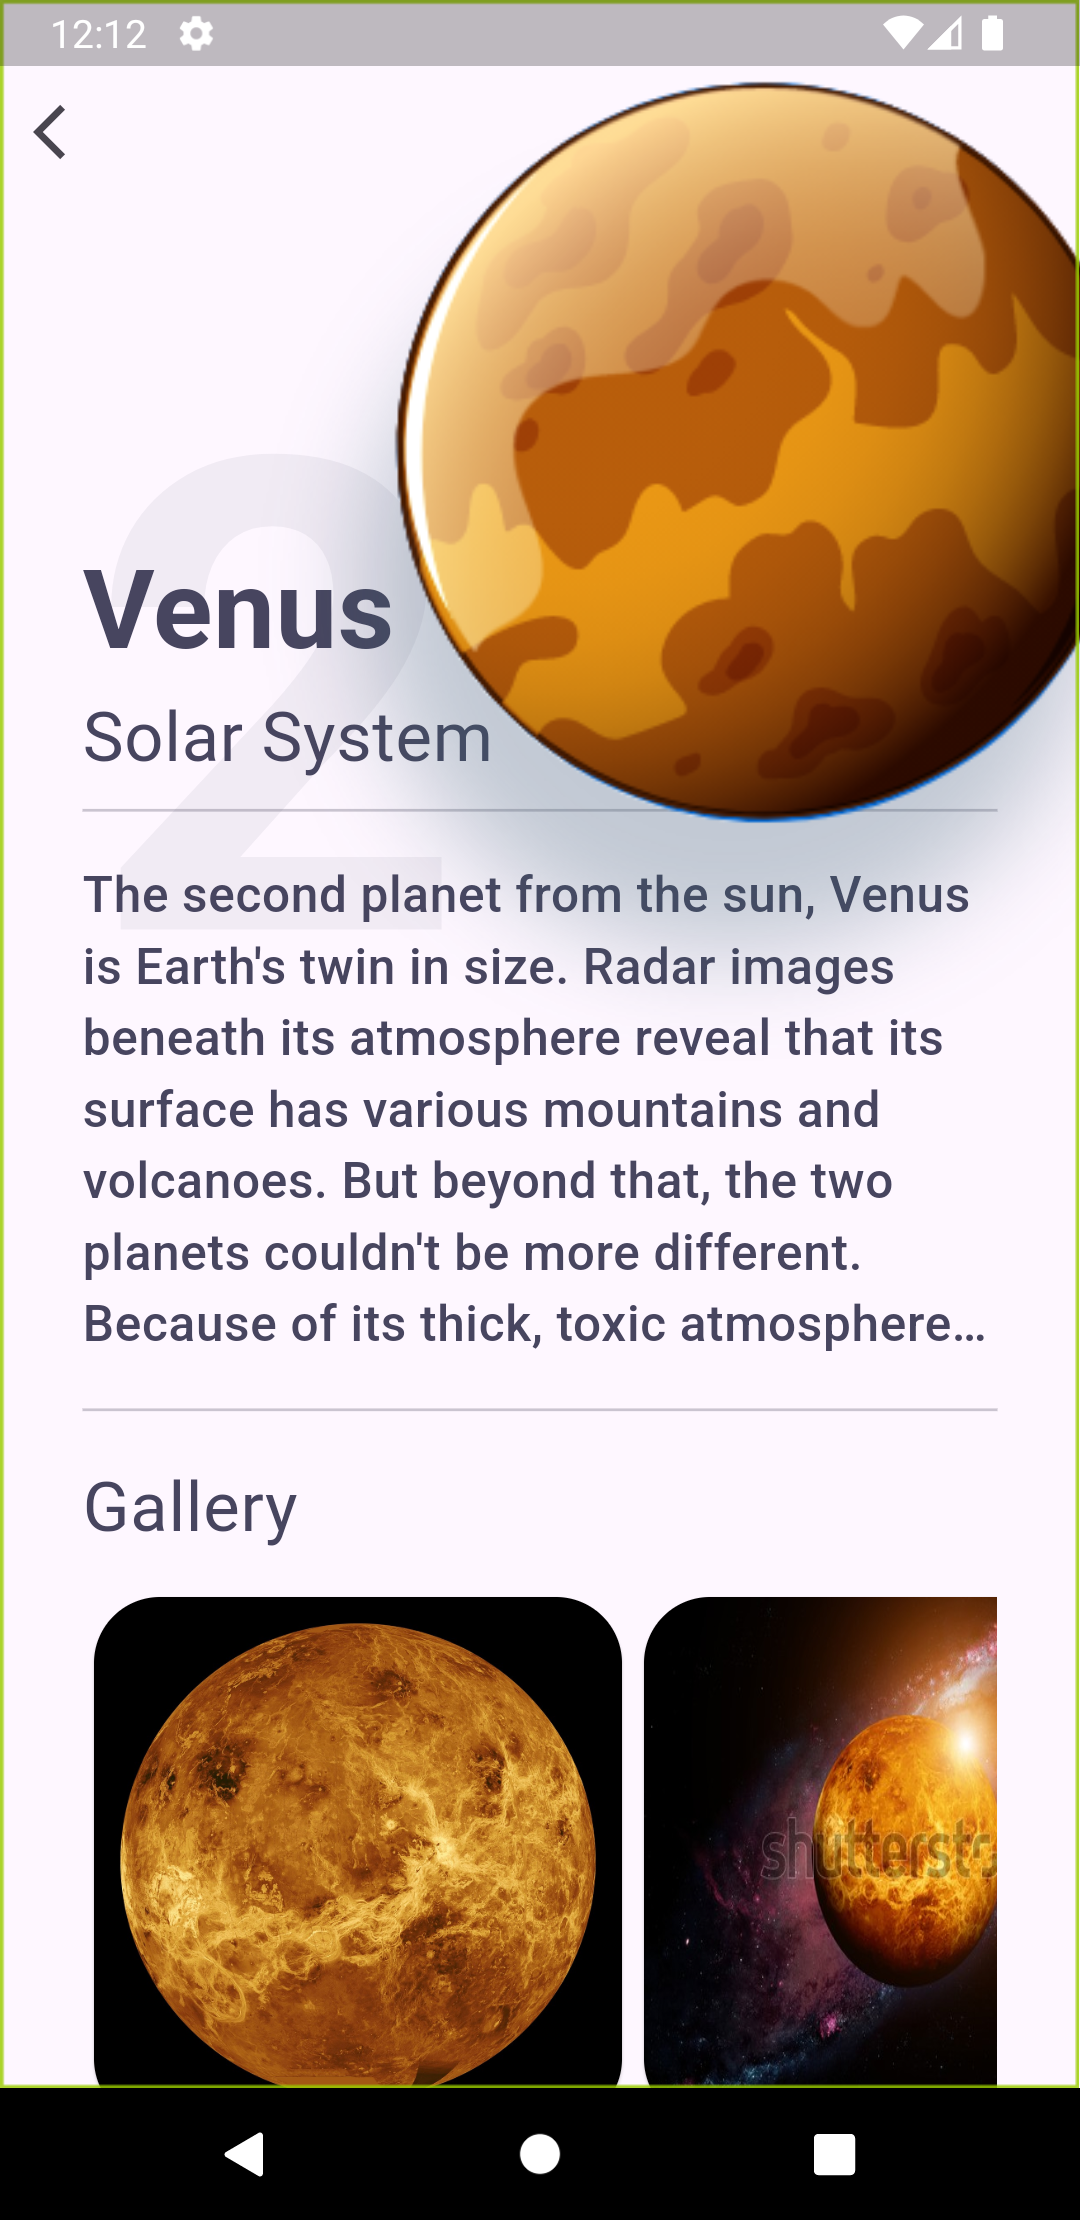 12:12
2
Venus
Solar System
The second planet from the sun, Venus
is Earth's twin in size. Radar images
beneath its atmosphere reveal that its
surface has various mountains and
volcanoes. But beyond that, the two
planets couldn't be more different.
Because of its thick, toxic atmosphere…
Gallery
shutterst